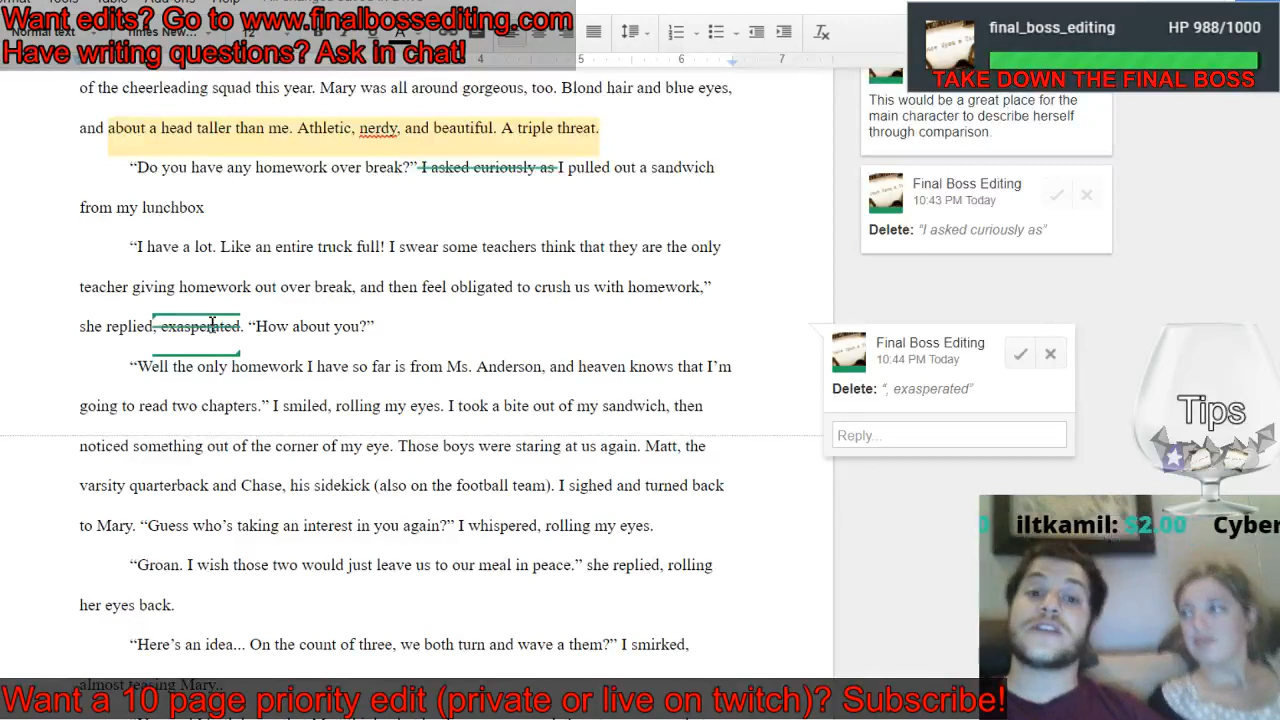 Want edits? Go to www.finalbossediting.com
Have writing questions? Ask in chat!
final_boss_editing HP 988/1000
TAKE DOWN THE FINAL BOSS
5 6 7
of the cheerleading squad this year. Mary was all around gorgeous, too. Blond hair and blue eyes,
and about a head taller than me. Athletic, nerdy, and beautiful. A triple threat.
“Do you have any homework over break?” I asked curiously as I pulled out a sandwich
from my lunchbox
“I have a lot. Like an entire truck full! I swear some teachers think that they are the only
teacher giving homework out over break, and then feel obligated to crush us with homework,”
she replied, exasperated. “How about you?”
“Well the only homework I have so far is from Ms. Anderson, and heaven knows that I’m
going to read two chapters.” I smiled, rolling my eyes. I took a bite out of my sandwich, then
noticed something out of the corner of my eye. Those boys were staring at us again. Matt, the
varsity quarterback and Chase, his sidekick (also on the football team). I sighed and turned back
to Mary. “Guess who’s taking an interest in you again?” I whispered, rolling my eyes.
“Groan. I wish those two would just leave us to our meal in peace.” she replied, rolling
her eyes back.
“Here’s an idea... On the count of three, we both turn and wave a them?” I smirked,
almost teasing Mary..
This would be a great place for the
main character to describe herself
through comparison.
Final Boss Editing
10:43 PM Today
Delete: “I asked curiously as”
Final Boss Editing
10:44 PM Today
Delete: “, exasperated”
Reply...
Tips
iltkamil: $2.00 Cyber
Want a 10 page priority edit (private or live on twitch)? Subscribe!